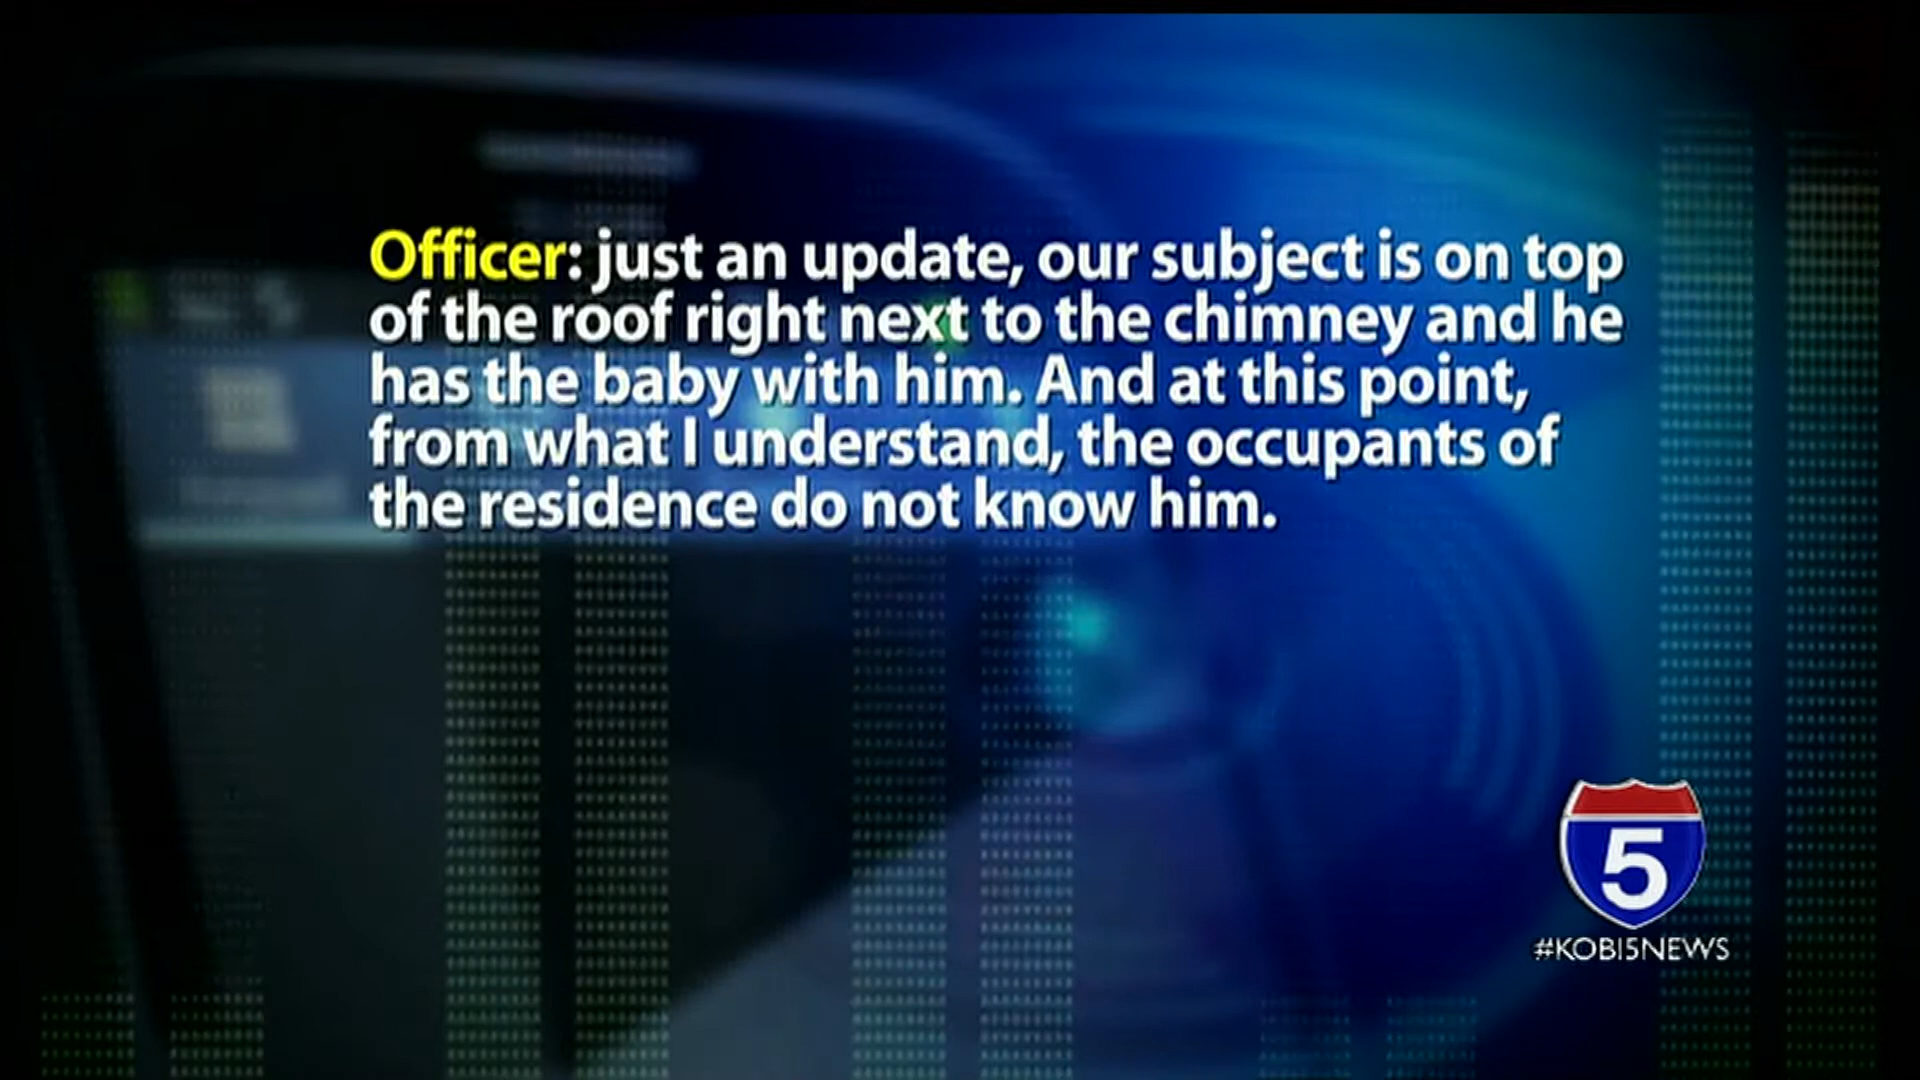 Officer: just an update, our subject is on top
of the roof right next to the chimney and he
has the baby with him. And at this point,
from what I understand, the occupants of
the residence do not know him.
5
#KOBI5NEWS